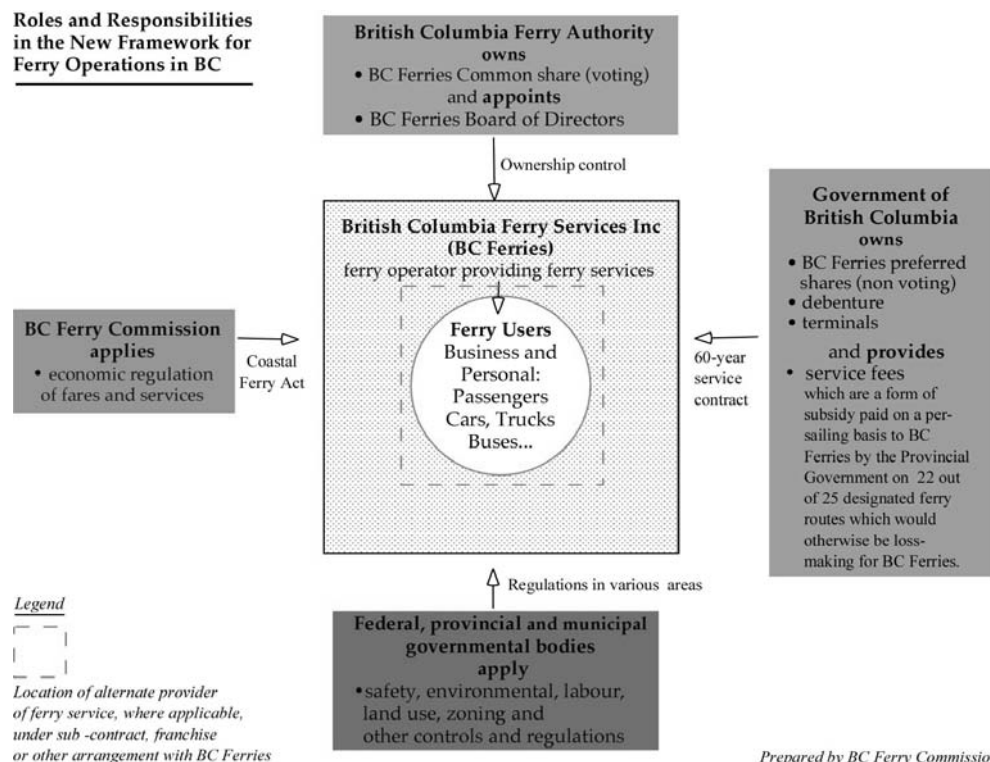 Roles and Responsibilities
in the New Framework for
Ferry Operations in BC
British Columbia Ferry Authority
owns
• BC Ferries Common share (voting)
and appoints
• BC Ferries Board of Directors
Ownership control
British Columbia Ferry Services Inc
(BC Ferries)
ferry operator providing ferry services
Ferry Users
Business and
Personal:
Passengers
Cars, Trucks
Buses...
BC Ferry Commission
applies
• economic regulation
of fares and services
Coastal
Ferry Act
60-year
service
contract
Government of
British Columbia
owns
• BC Ferries preferred
shares (non voting)
• debenture
• terminals
and provides
• service fees
which are a form of
subsidy paid on a per-
sailing basis to BC
Ferries by the Provincial
Government on 22 out
of 25 designated ferry
routes which would
otherwise be loss-
making for BC Ferries.
Regulations in various areas
Federal, provincial and municipal
governmental bodies
apply
•safety, environmental, labour,
land use, zoning and
other controls and regulations
Legend
Location of alternate provider
of ferry service, where applicable,
under sub -contract, franchise
or other arrangement with BC Ferries
Prepared by BC Ferry Commissio